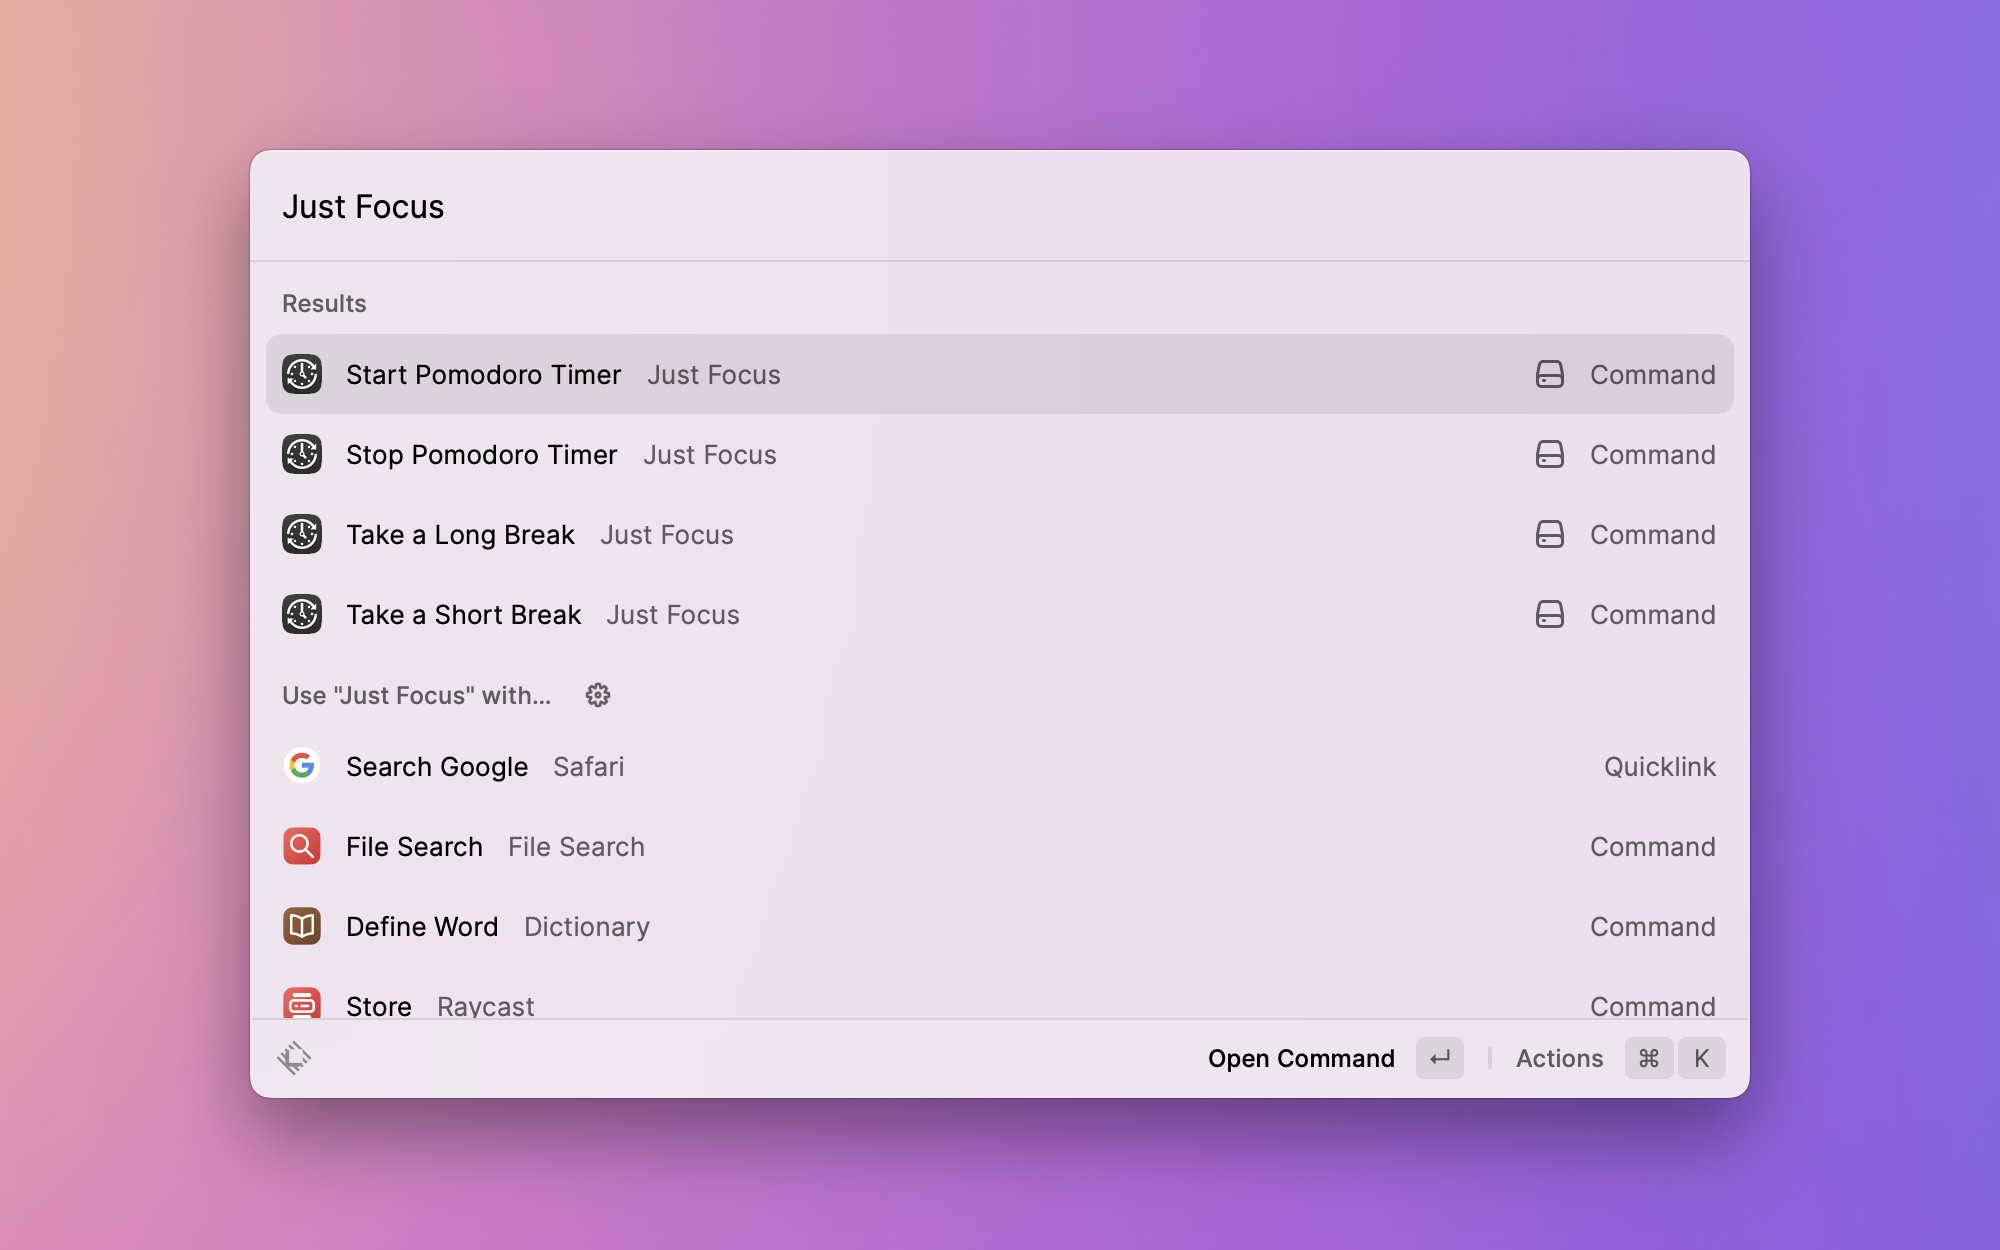 Just Focus
Results
Start Pomodoro Timer Just Focus Command
Stop Pomodoro Timer Just Focus Command
Take a Long Break Just Focus Command
Take a Short Break Just Focus Command
Use "Just Focus" with...
Search Google Safari Quicklink
File Search File Search Command
Define Word Dictionary Command
Store Raycast Command
Open Command ↵ | Actions ⌘ K